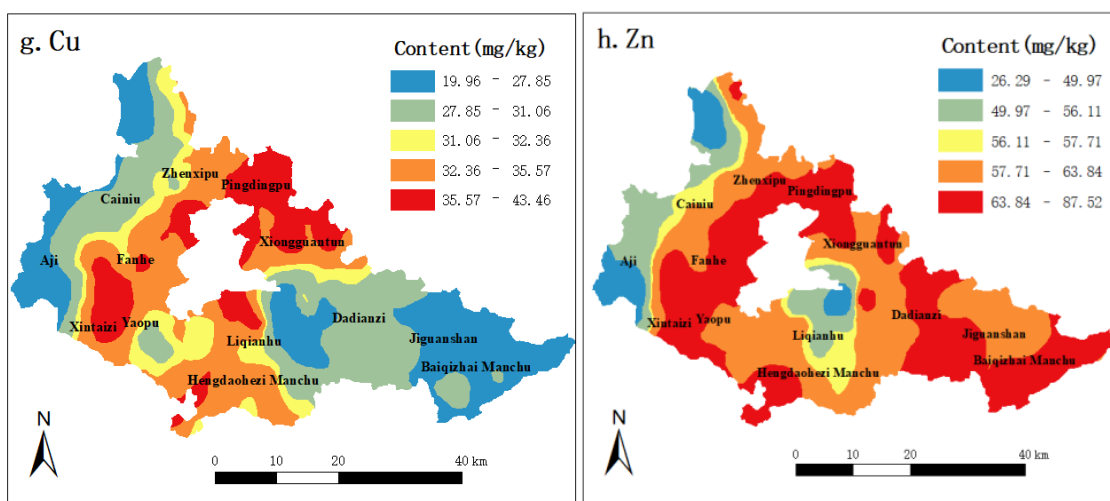 g. Cu
Content(mg/kg)
19.96 - 27.85
27.85 - 31.06
31.06 - 32.36
32.36 - 35.57
35.57 - 43.46
Zhenxipu
Pingdingpu
Cainiu
Xiongguantun
Aji
Fanhe
Xintaizi
Yaopu
Dadianzi
Liqianhu
Jiguanshan
Baiqizhai Manchu
Hengdaohezi Manchu
N
0 10 20 40 km
h. Zn
Content(mg/kg)
26.29 - 49.97
49.97 - 56.11
56.11 - 57.71
57.71 - 63.84
63.84 - 87.52
Zhenxipu
Pingdingpu
Cainiu
Xiongguantun
Aji
Fanhe
Xintaizi
Yaopu
Dadianzi
Liqianhu
Jiguanshan
Baiqizhai Manchu
Hengdaohezi Manchu
N
0 10 20 40 km